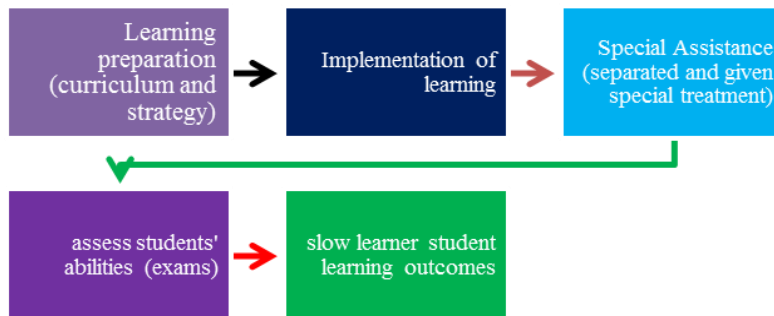 Learning
preparation
(curriculum and
strategy)
Implementation of
learning
Special Assistance
(separated and given
special treatment)
assess students'
abilities (exams)
slow learner student
learning outcomes